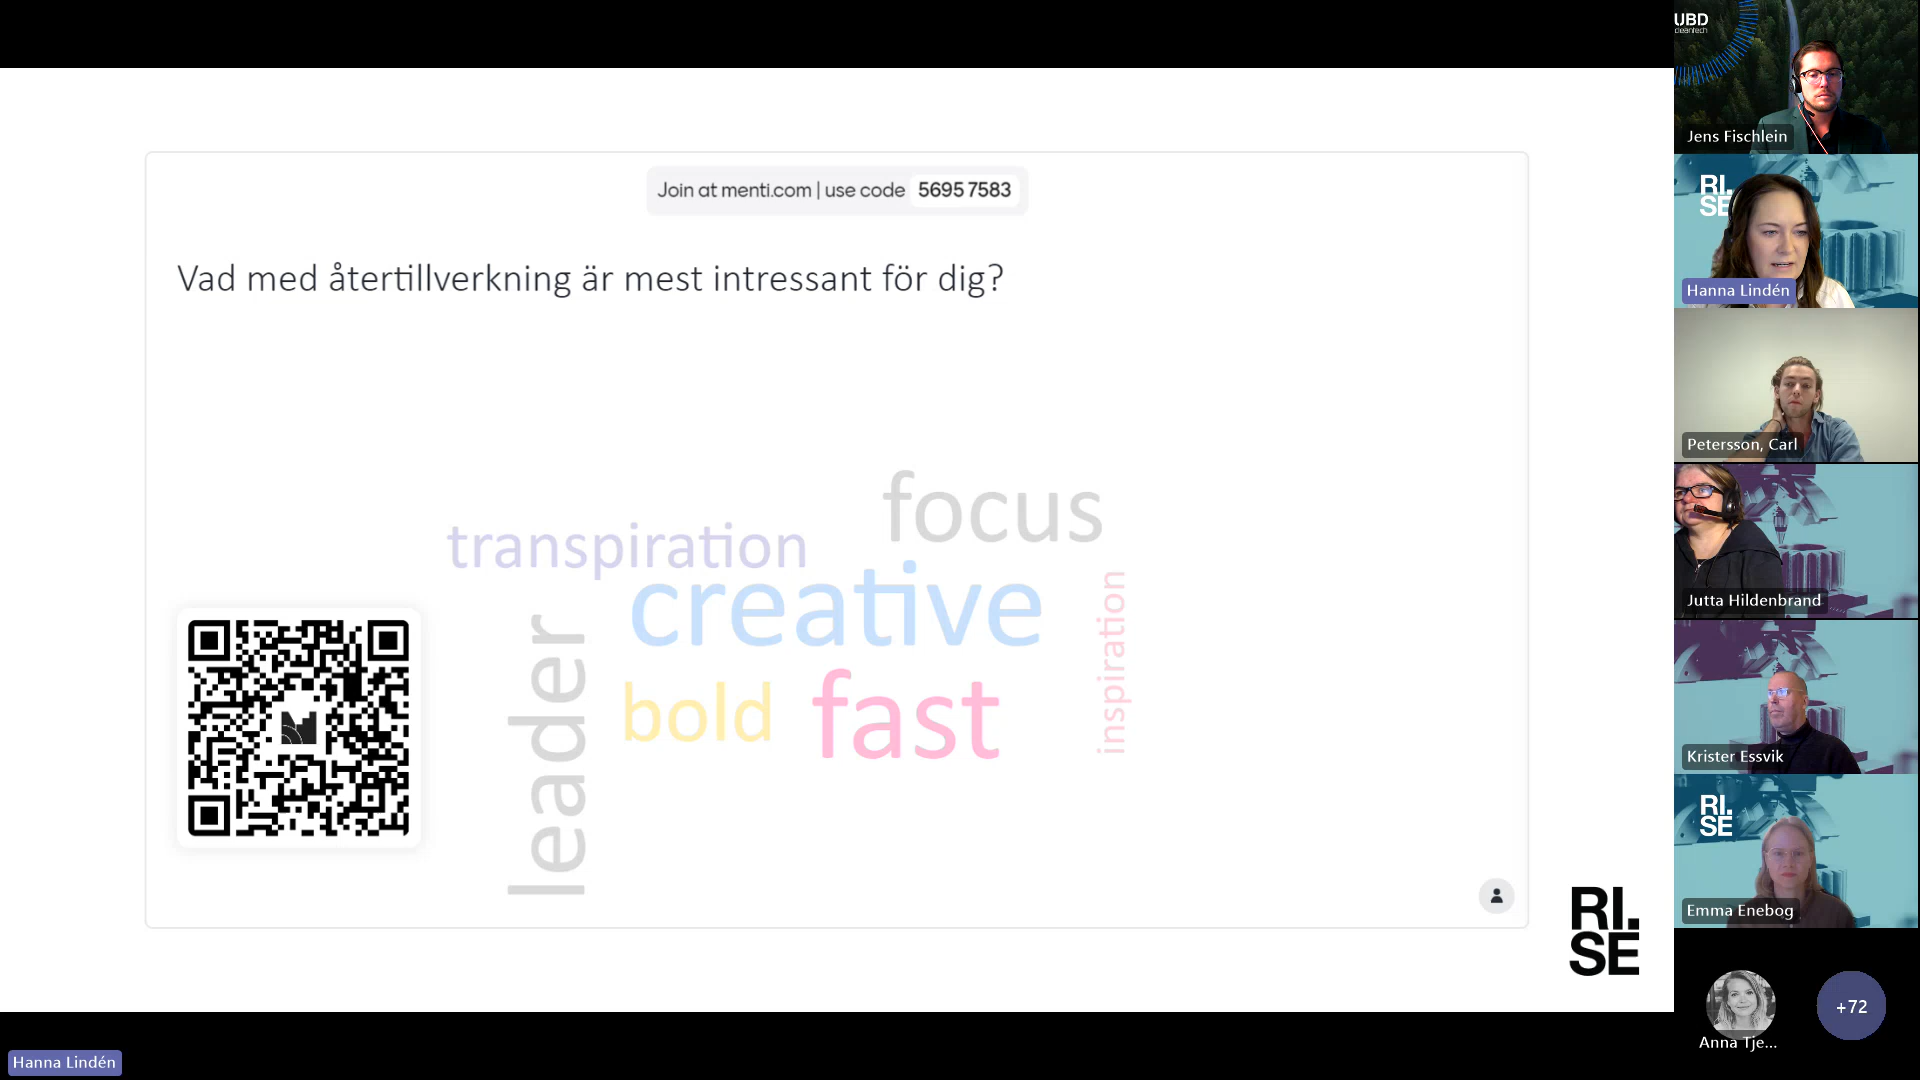 Join at menti.com | use code 5695 7583
Vad med återtillverkning är mest intressant för dig?
focus
transpiration
creative
inspiration
leader
bold
fast
RI.
SE
Hanna Lindén
UBD
cleantech
Jens Fischlein
RI.
SE
Hanna Lindén
Petersson, Carl
Jutta Hildenbrand
Krister Essvik
RI.
SE
Emma Enebog
Anna Tje...
+72